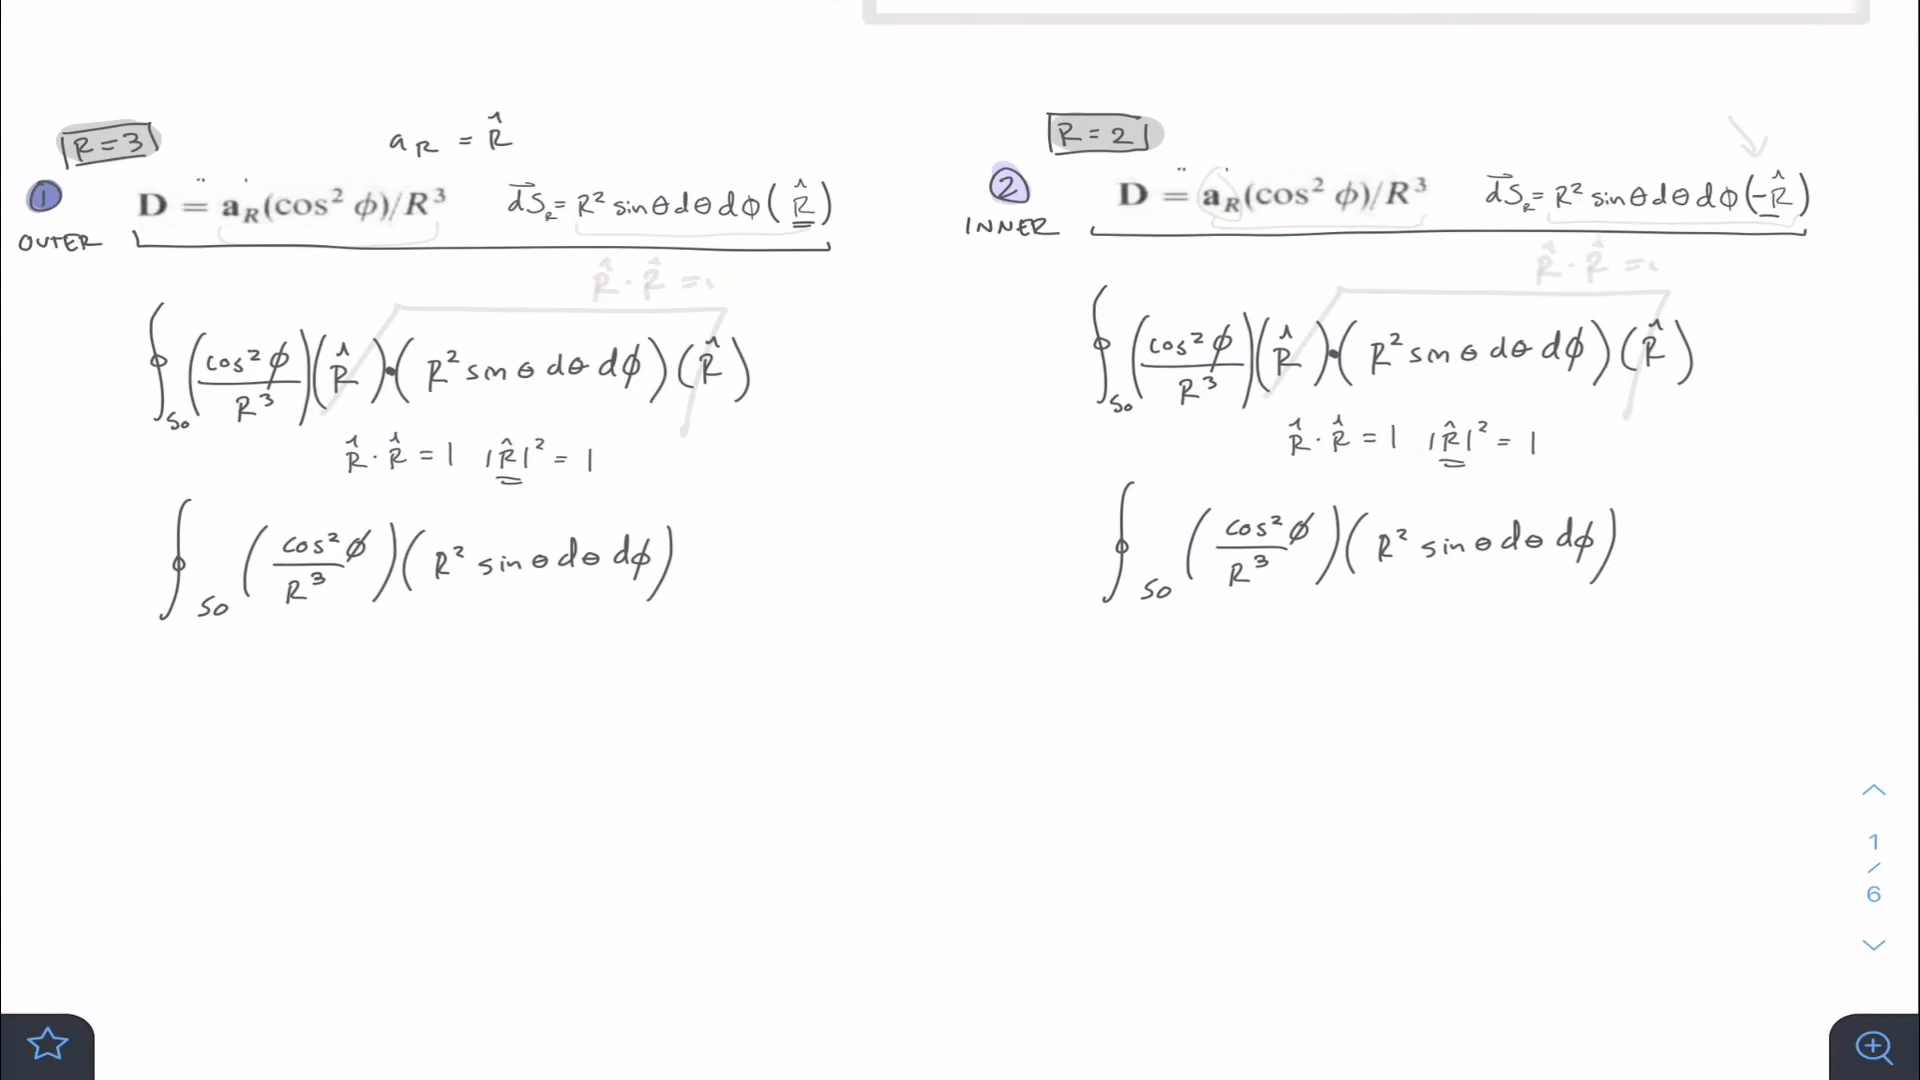 R = 3
a_R = R̂
① D = a_R(cos² φ)/R³ d⃗S_R = R² sinθ dθ dφ (R̂)
OUTER
R̂ · R̂ = 1
∮_So (cos²φ / R³)(R̂)·(R² sinθ dθ dφ)(R̂)
R̂ · R̂ = 1 |R̂|² = 1
∮_So (cos²φ / R³)(R² sinθ dθ dφ)
R = 2
② D = a_R(cos² φ)/R³ d⃗S_R = R² sinθ dθ dφ (-R̂)
INNER
R̂ · R̂ = 1
∮_So (cos²φ / R³)(R̂)·(R² sinθ dθ dφ)(R̂)
R̂ · R̂ = 1 |R̂|² = 1
∮_So (cos²φ / R³)(R² sinθ dθ dφ)
1
/
6